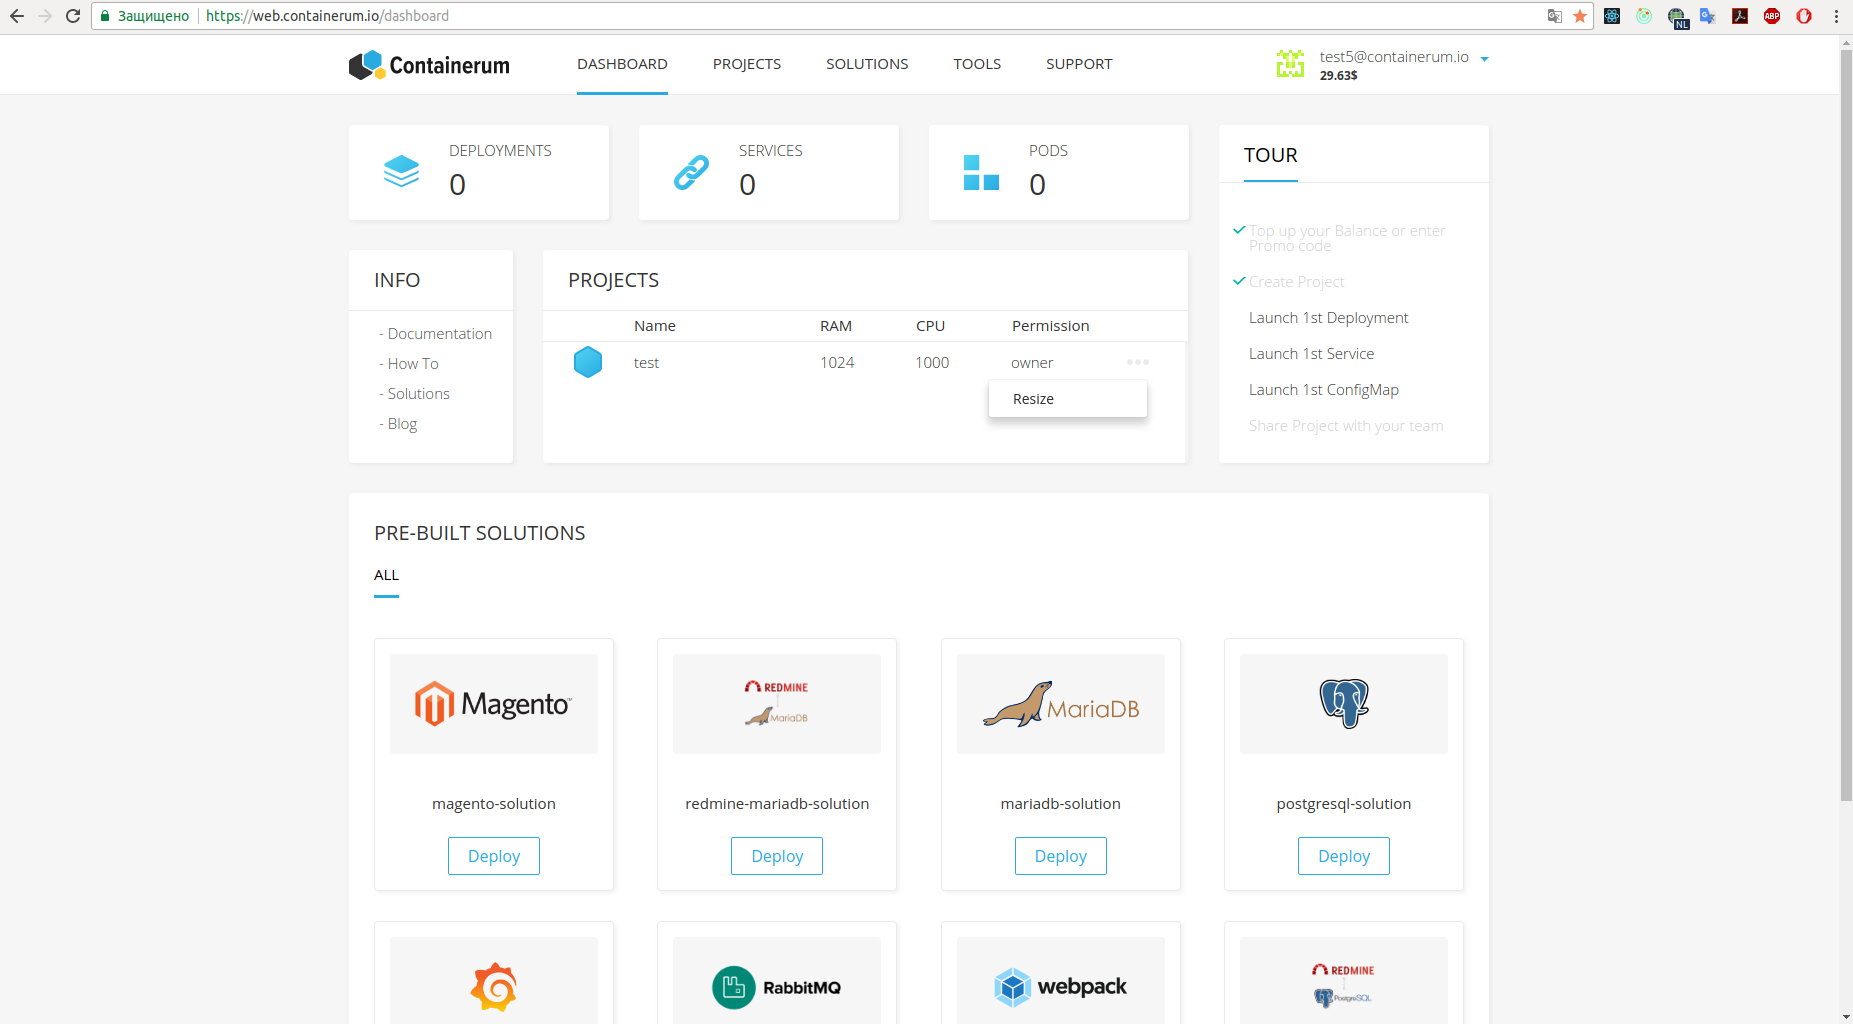 Защищено
https://web.containerum.io/dashboard
NL
ABP
Containerum
DASHBOARD
PROJECTS
SOLUTIONS
TOOLS
SUPPORT
test5@containerum.io
29.63$
DEPLOYMENTS
0
SERVICES
0
PODS
0
TOUR
Top up your Balance or enter
Promo code
Create Project
Launch 1st Deployment
Launch 1st Service
Launch 1st ConfigMap
Share Project with your team
INFO
- Documentation
- How To
- Solutions
- Blog
PROJECTS
Name RAM CPU Permission
test 1024 1000 owner
Resize
PRE-BUILT SOLUTIONS
ALL
Magento™
magento-solution
Deploy
REDMINE
MariaDB
redmine-mariadb-solution
Deploy
MariaDB
mariadb-solution
Deploy
postgresql-solution
Deploy
RabbitMQ
webpack
REDMINE
PostgreSQL